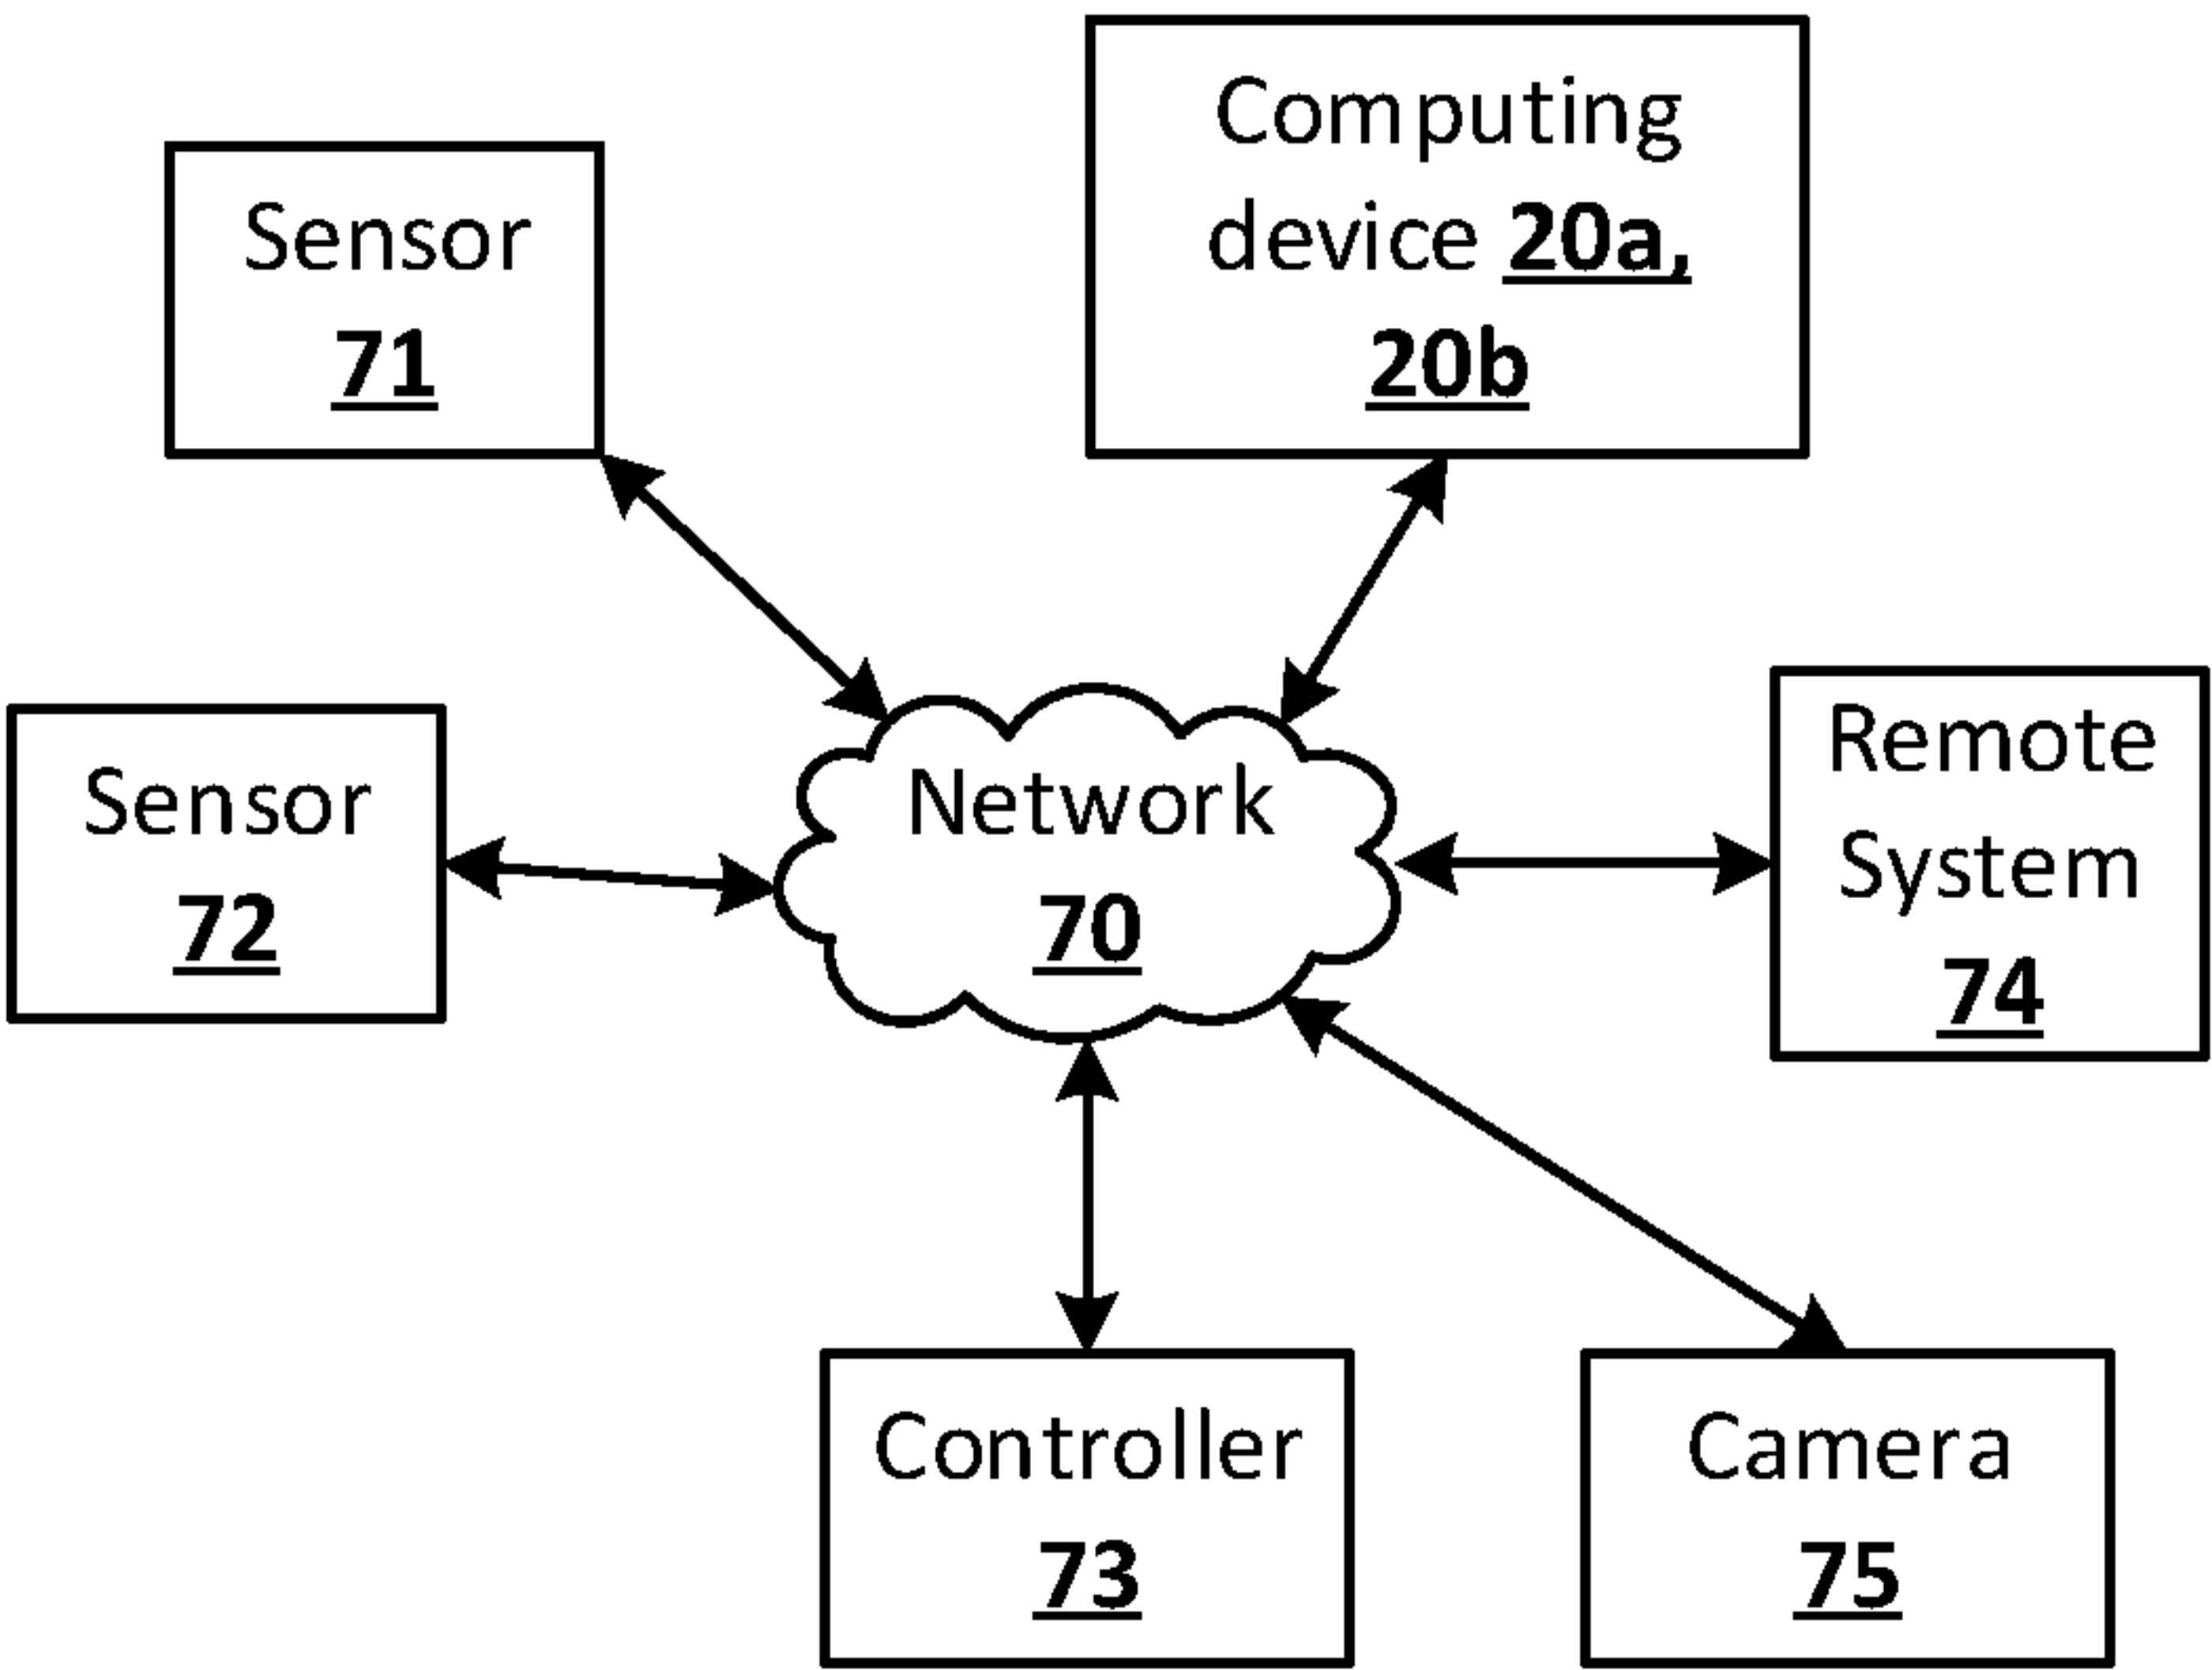 Computing
device 20a,
20b
Sensor
71
Remote
System
74
Sensor
72
Network
70
Controller
73
Camera
75